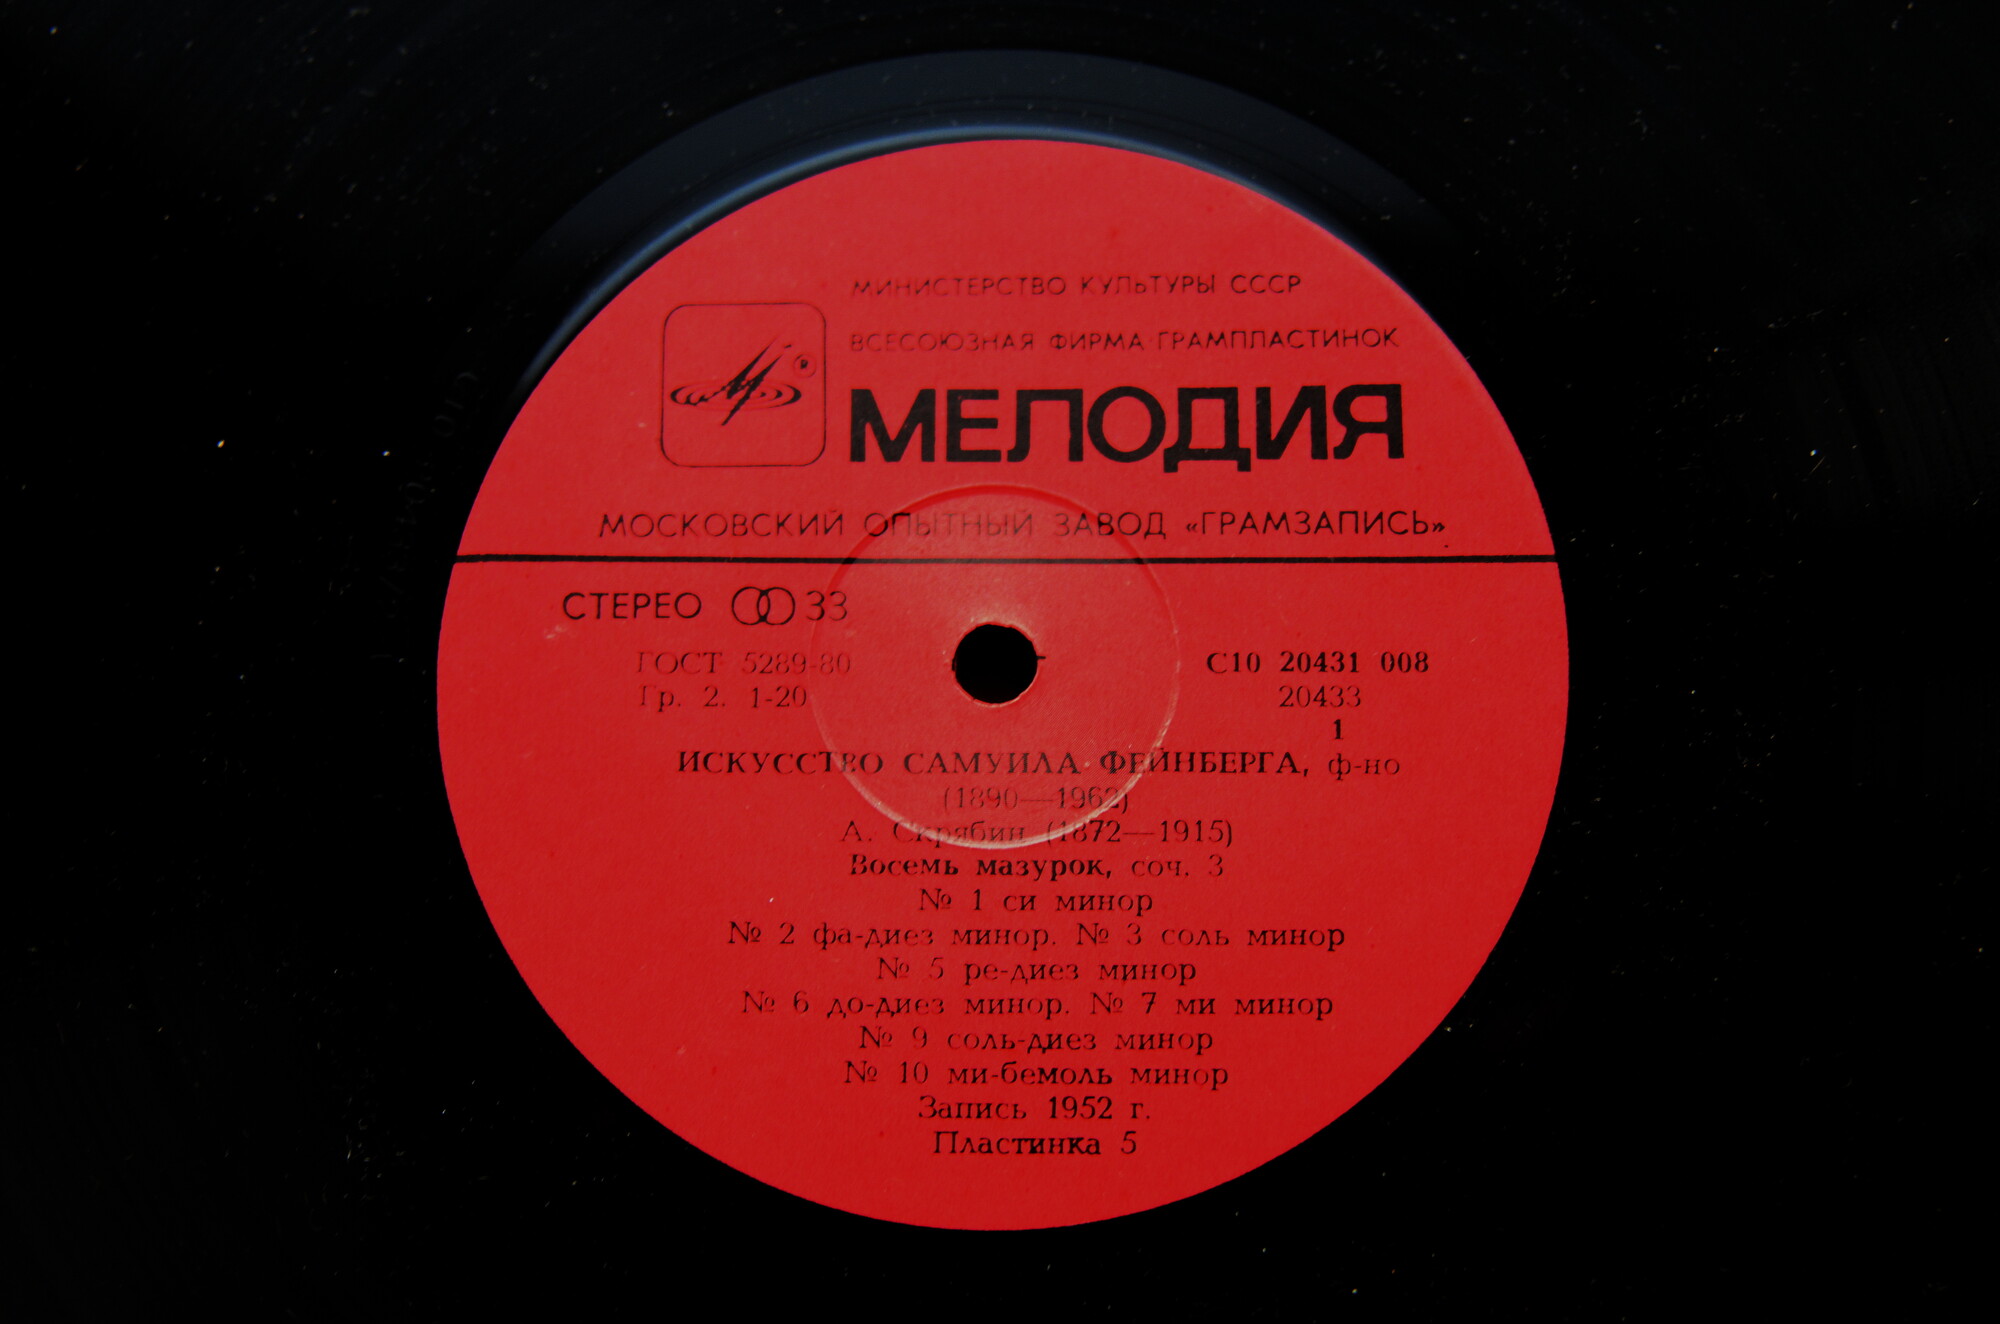 МИНИСТЕРСТВО КУЛЬТУРЫ СССР
ВСЕСОЮЗНАЯ ФИРМА ГРАМПЛАСТИНОК
®
МЕЛОДИЯ
МОСКОВСКИЙ ОПЫТНЫЙ ЗАВОД «ГРАМЗАПИСЬ»
СТЕРЕО 33
ГОСТ 5289-80
Гр. 2. 1-20
С10 20431 008
20433
1
ИСКУССТВО САМУИЛА ФЕЙНБЕРГА, ф-но
(1890—1962)
А. Скрябин (1872—1915)
Восемь мазурок, соч. 3
№ 1 си минор
№ 2 фа-диез минор. № 3 соль минор
№ 5 ре-диез минор
№ 6 до-диез минор. № 7 ми минор
№ 9 соль-диез минор
№ 10 ми-бемоль минор
Запись 1952 г.
Пластинка 5